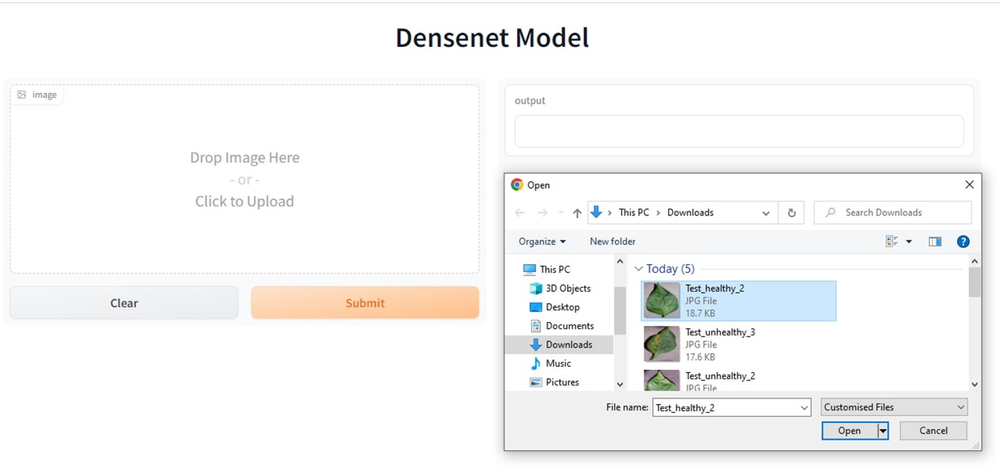 Densenet Model
image
Drop Image Here
- or -
Click to Upload
Clear
Submit
output
Open
This PC > Downloads
Search Downloads
Organize
New folder
This PC
3D Objects
Desktop
Documents
Downloads
Music
Pictures
Today (5)
Test_healthy_2
JPG File
18.7 KB
Test_unhealthy_3
JPG File
17.6 KB
Test_unhealthy_2
JPG File
File name:
Test_healthy_2
Customised Files
Open
Cancel